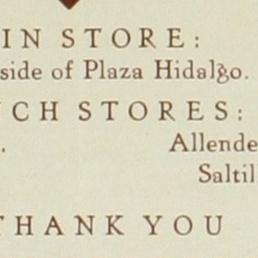 IN STORE:
side of Plaza Hidalgo.
CH STORES:
Allende
Saltil
THANK YOU